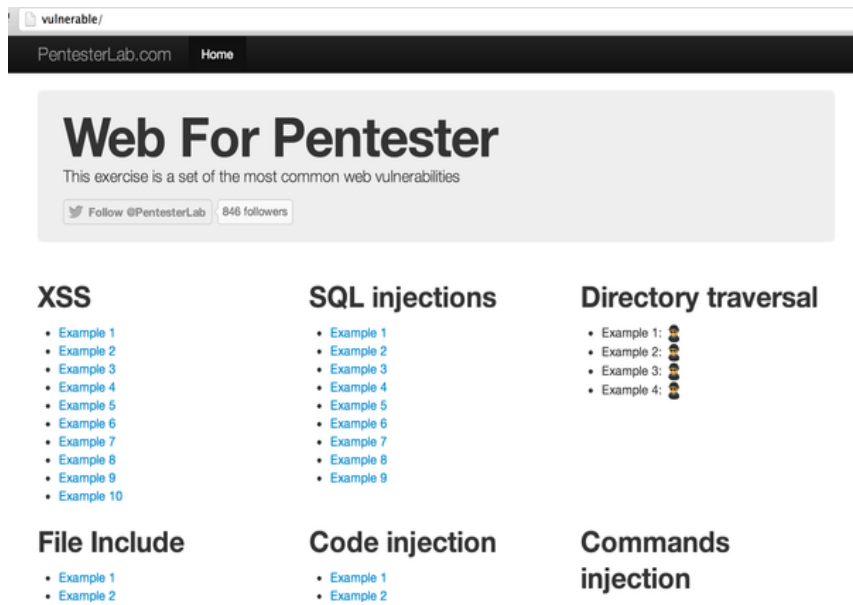 vulnerable/
PentesterLab.com Home
Web For Pentester
This exercise is a set of the most common web vulnerabilities
Follow @PentesterLab 846 followers
XSS
Example 1
Example 2
Example 3
Example 4
Example 5
Example 6
Example 7
Example 8
Example 9
Example 10
SQL injections
Example 1
Example 2
Example 3
Example 4
Example 5
Example 6
Example 7
Example 8
Example 9
Directory traversal
Example 1:
Example 2:
Example 3:
Example 4:
File Include
Example 1
Example 2
Code injection
Example 1
Example 2
Commands
injection